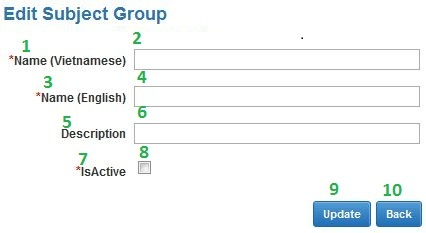 Edit Subject Group
1 2
*Name (Vietnamese)
3 4
*Name (English)
5 6
Description
7 8
*IsActive
9 10
Update Back